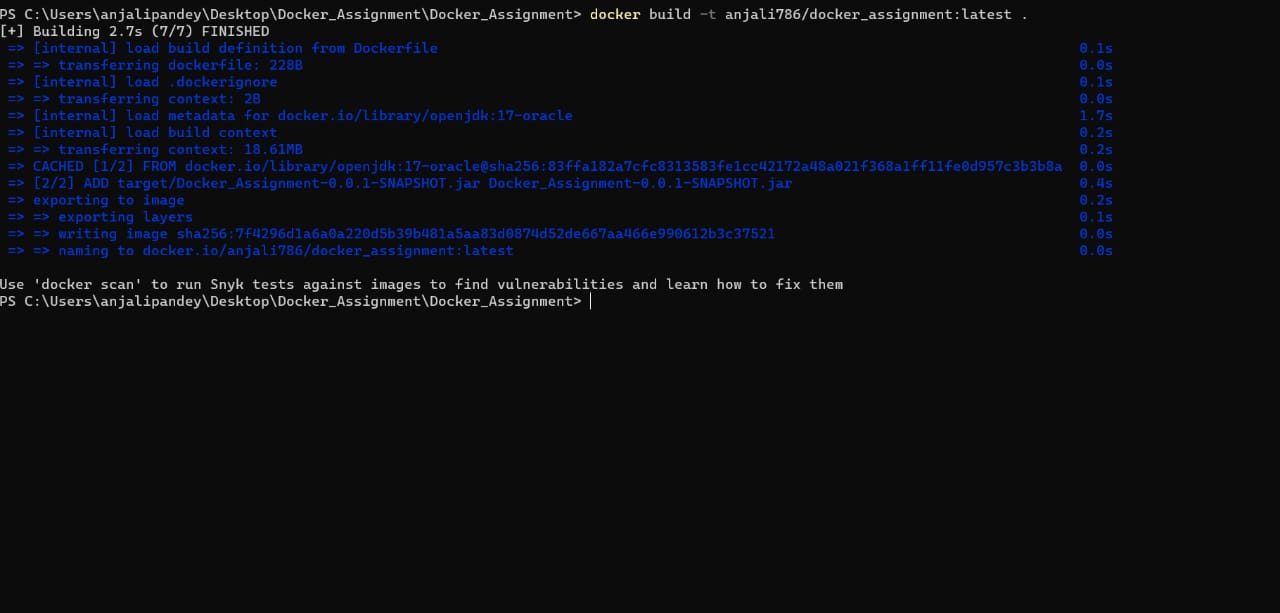 PS C:\Users\anjalipandey\Desktop\Docker_Assignment\Docker_Assignment> docker build -t anjali786/docker_assignment:latest .
[+] Building 2.7s (7/7) FINISHED
=> [internal] load build definition from Dockerfile 0.1s
=> => transferring dockerfile: 228B 0.0s
=> [internal] load .dockerignore 0.1s
=> => transferring context: 2B 0.0s
=> [internal] load metadata for docker.io/library/openjdk:17-oracle 1.7s
=> [internal] load build context 0.2s
=> => transferring context: 18.61MB 0.2s
=> CACHED [1/2] FROM docker.io/library/openjdk:17-oracle@sha256:83ffa182a7cfc8313583fe1cc42172a48a021f368a1ff11fe0d957c3b3b8a 0.0s
=> [2/2] ADD target/Docker_Assignment-0.0.1-SNAPSHOT.jar Docker_Assignment-0.0.1-SNAPSHOT.jar 0.4s
=> exporting to image 0.2s
=> => exporting layers 0.1s
=> => writing image sha256:7f4296d1a6a0a220d5b39b481a5aa83d0874d52de667aa466e990612b3c37521 0.0s
=> => naming to docker.io/anjali786/docker_assignment:latest 0.0s
Use 'docker scan' to run Snyk tests against images to find vulnerabilities and learn how to fix them
PS C:\Users\anjalipandey\Desktop\Docker_Assignment\Docker_Assignment>